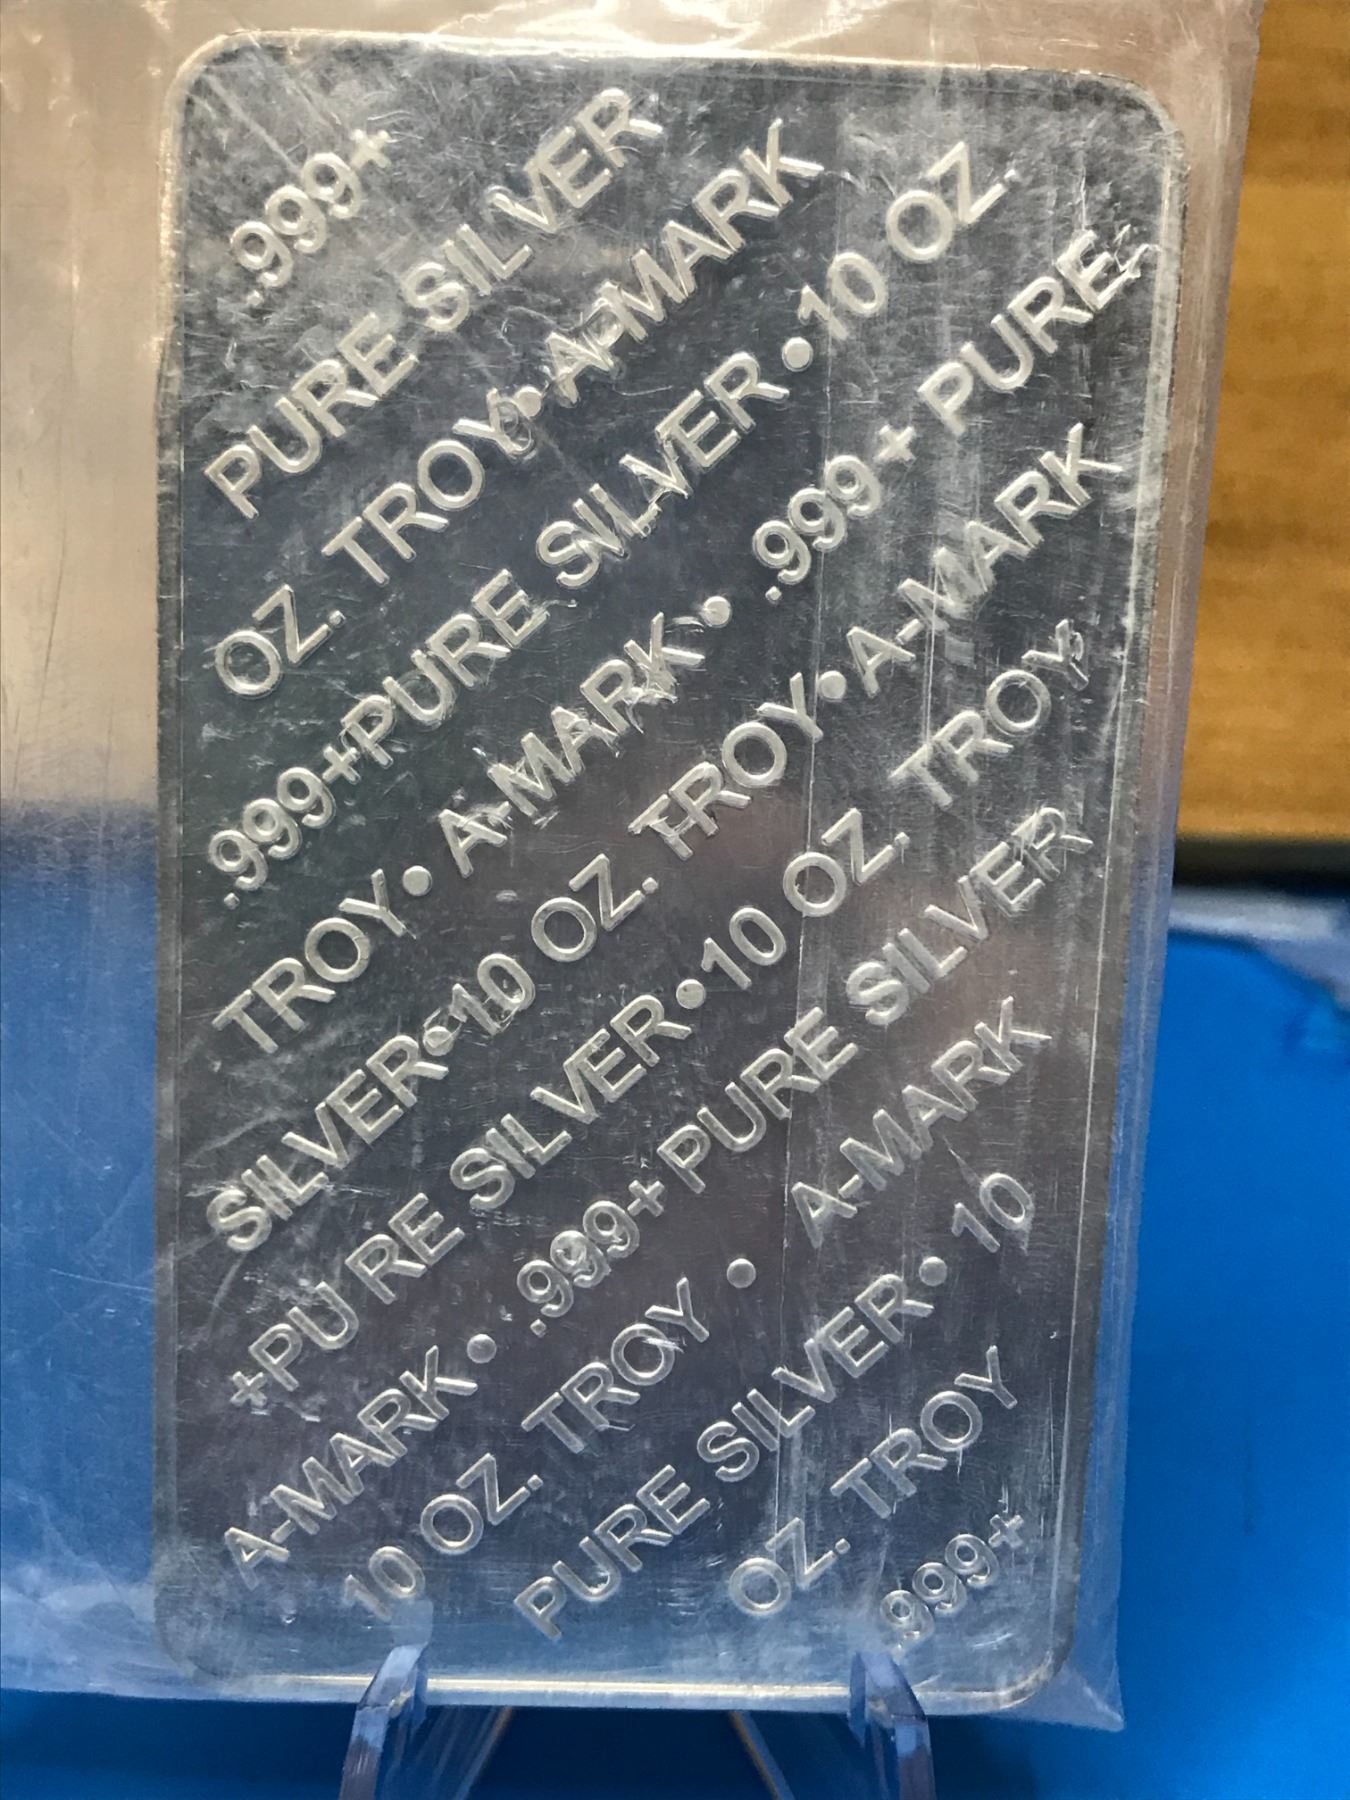 .999+
PURE SILVER
OZ. TROY • A-MARK
.999+ PURE SILVER • 10 OZ.
TROY • A-MARK • .999+ PURE
SILVER • 10 OZ. TROY • A-MARK
+PURE SILVER • 10 OZ. TROY
A-MARK • .999+ PURE SILVER
10 OZ. TROY • A-MARK
PURE SILVER • 10
OZ. TROY
.999+